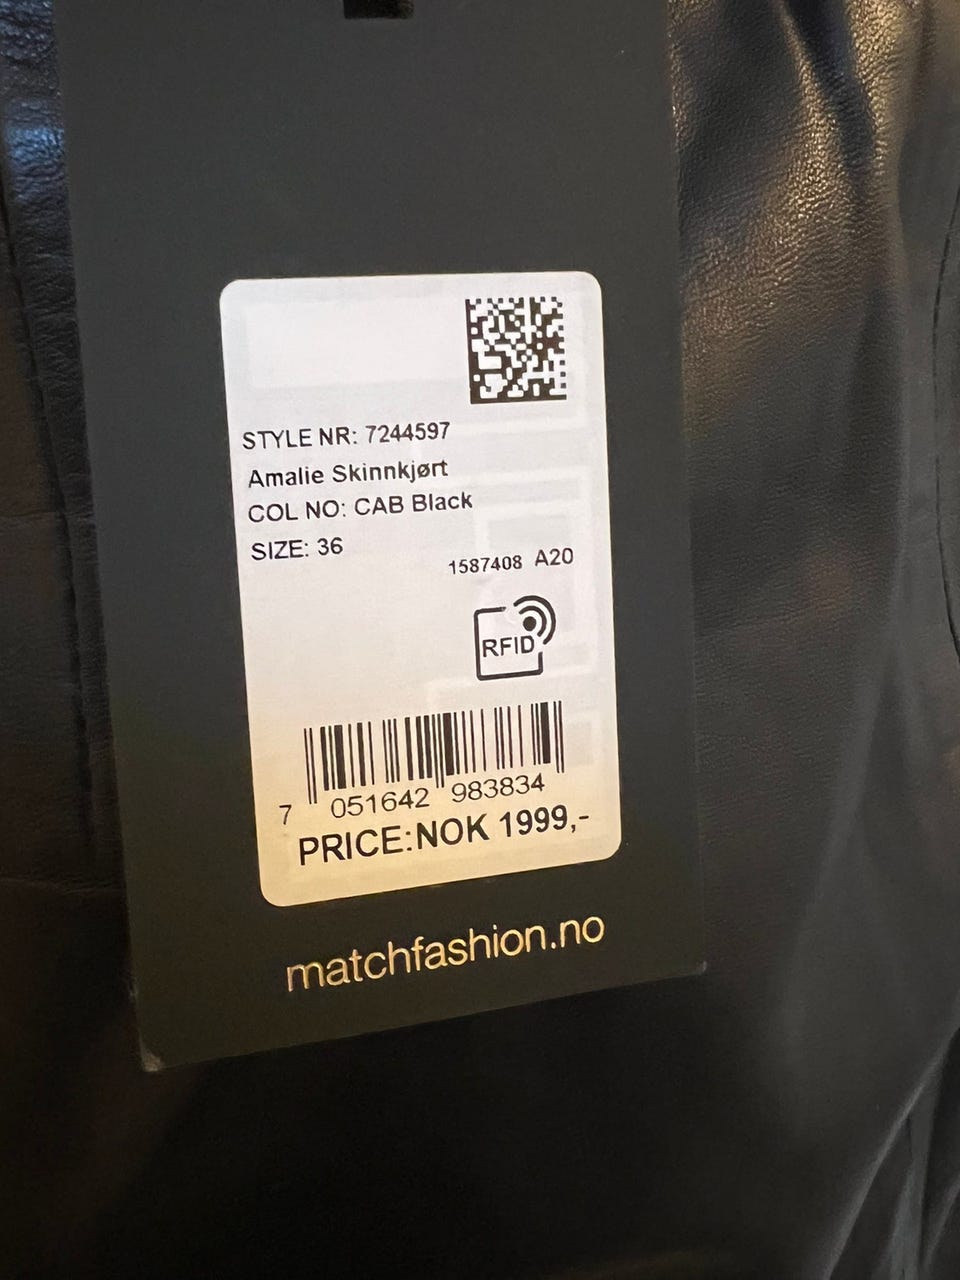 STYLE NR: 7244597
Amalie Skinnkjørt
COL NO: CAB Black
SIZE: 36
1587408 A20
RFID
7 051642 983834
PRICE:NOK 1999,-
matchfashion.no